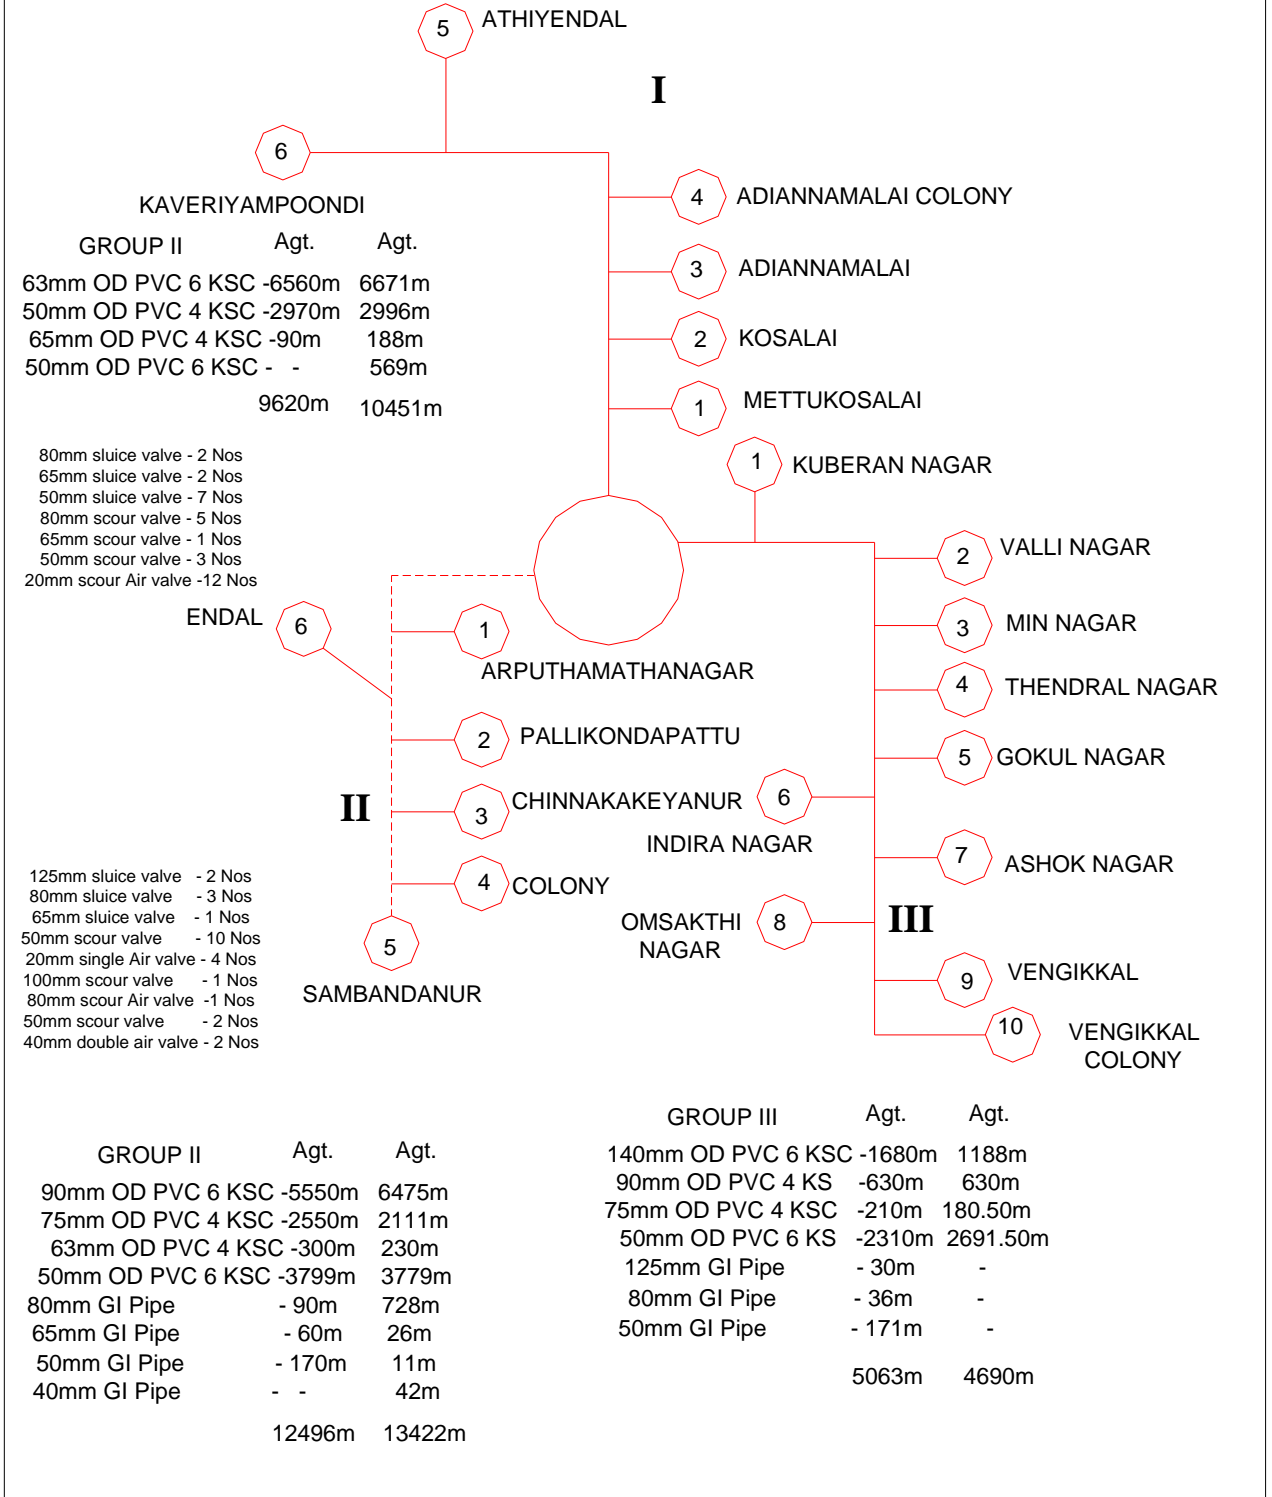 5 ATHIYENDAL
I
6
KAVERIYAMPOONDI
4 ADIANNAMALAI COLONY
3 ADIANNAMALAI
2 KOSALAI
1 METTUKOSALAI
GROUP II Agt. Agt.
63mm OD PVC 6 KSC -6560m 6671m
50mm OD PVC 4 KSC -2970m 2996m
65mm OD PVC 4 KSC -90m 188m
50mm OD PVC 6 KSC - - 569m
9620m 10451m
80mm sluice valve - 2 Nos
65mm sluice valve - 2 Nos
50mm sluice valve - 7 Nos
80mm scour valve - 5 Nos
65mm scour valve - 1 Nos
50mm scour valve - 3 Nos
20mm scour Air valve -12 Nos
1 KUBERAN NAGAR
2 VALLI NAGAR
3 MIN NAGAR
4 THENDRAL NAGAR
5 GOKUL NAGAR
6
INDIRA NAGAR
7 ASHOK NAGAR
OMSAKTHI
NAGAR
8
III
9 VENGIKKAL
10 VENGIKKAL
COLONY
ENDAL 6
1
ARPUTHAMATHANAGAR
2 PALLIKONDAPATTU
II
3 CHINNAKAKEYANUR
4 COLONY
5
SAMBANDANUR
125mm sluice valve - 2 Nos
80mm sluice valve - 3 Nos
65mm sluice valve - 1 Nos
50mm scour valve - 10 Nos
20mm single Air valve - 4 Nos
100mm scour valve - 1 Nos
80mm scour Air valve -1 Nos
50mm scour valve - 2 Nos
40mm double air valve - 2 Nos
GROUP II Agt. Agt.
90mm OD PVC 6 KSC -5550m 6475m
75mm OD PVC 4 KSC -2550m 2111m
63mm OD PVC 4 KSC -300m 230m
50mm OD PVC 6 KSC -3799m 3779m
80mm GI Pipe - 90m 728m
65mm GI Pipe - 60m 26m
50mm GI Pipe - 170m 11m
40mm GI Pipe - - 42m
12496m 13422m
GROUP III Agt. Agt.
140mm OD PVC 6 KSC -1680m 1188m
90mm OD PVC 4 KS -630m 630m
75mm OD PVC 4 KSC -210m 180.50m
50mm OD PVC 6 KS -2310m 2691.50m
125mm GI Pipe - 30m -
80mm GI Pipe - 36m -
50mm GI Pipe - 171m -
5063m 4690m